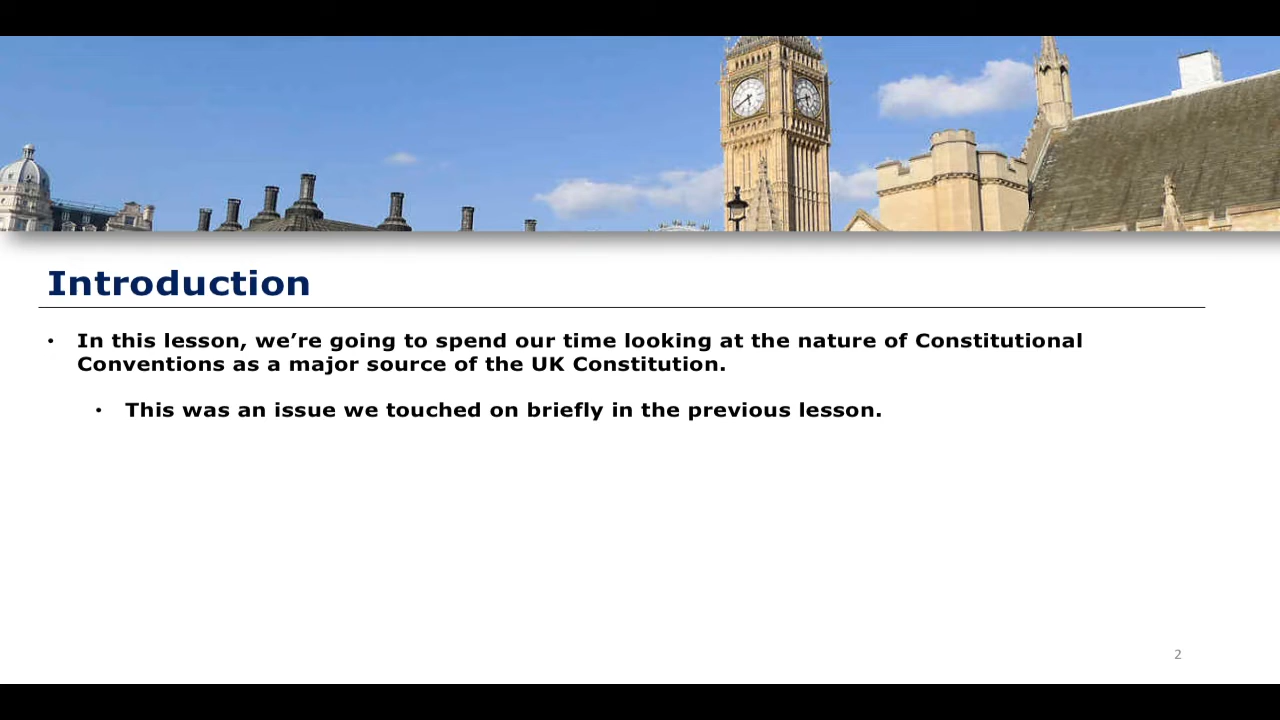 Introduction
• In this lesson, we’re going to spend our time looking at the nature of Constitutional
Conventions as a major source of the UK Constitution.
• This was an issue we touched on briefly in the previous lesson.
2